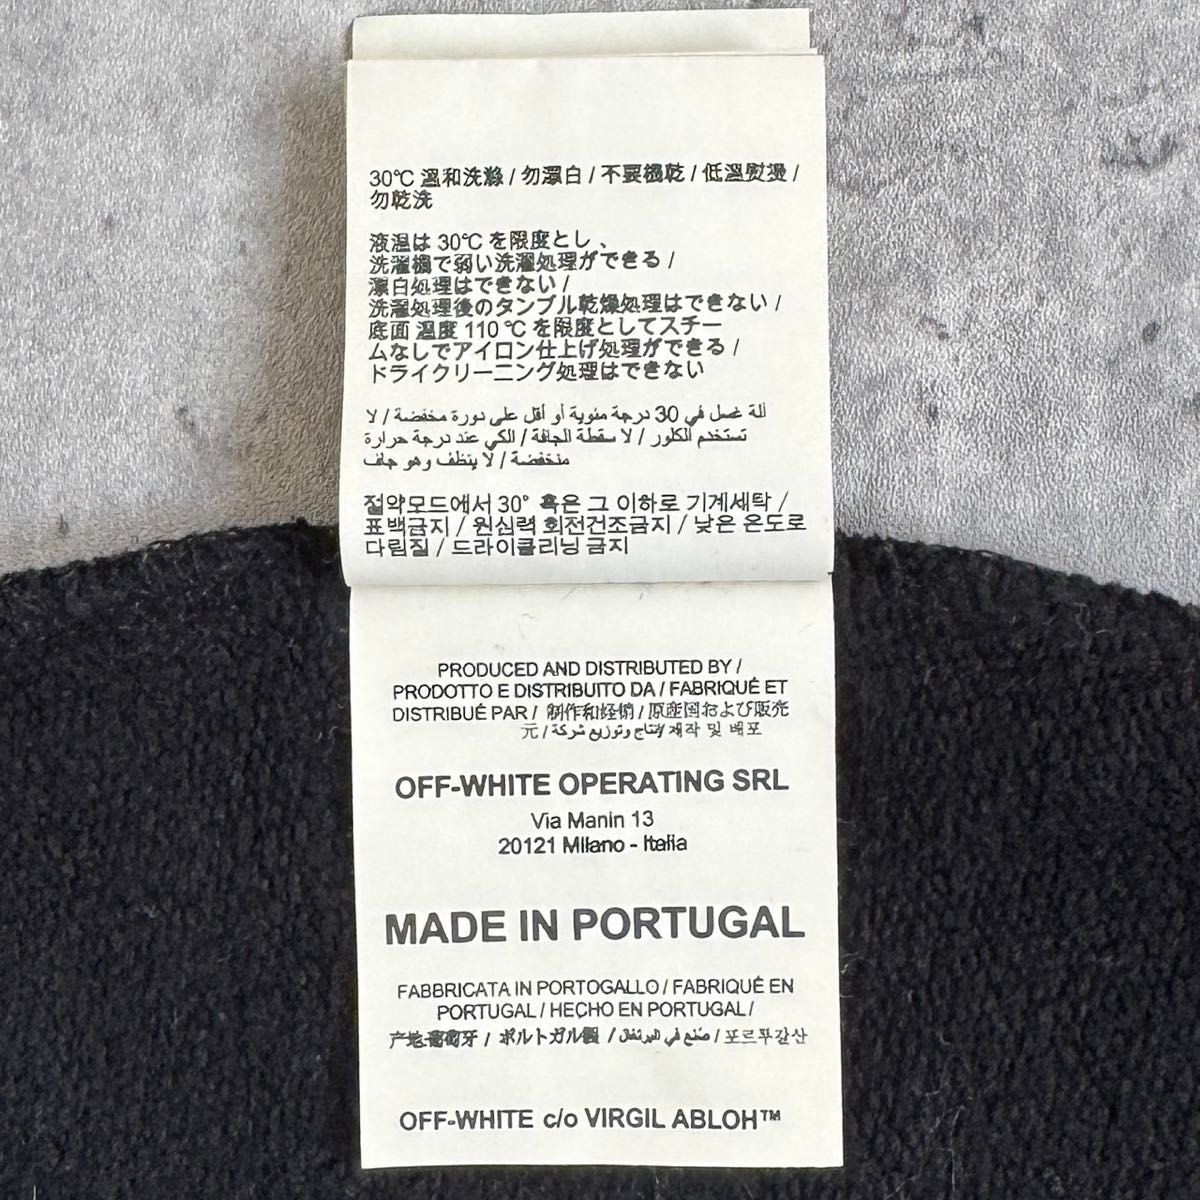 30℃ 溫和洗滌 / 勿漂白 / 不要機乾 / 低溫熨燙 /
勿乾洗
液温は 30℃ を限度とし 、
洗濯機で弱い洗濯処理ができる /
漂白処理はできない /
洗濯処理後のタンブル乾燥処理はできない /
底面 温度 110 ℃ を限度としてスチー
ムなしでアイロン仕上げ処理ができる /
ドライクリーニング処理はできない
آلة غسل في 30 درجة مئوية أو أقل على دورة مخفضة / لا
تستخدم الكلور / لا سقطة الجافة / الكي عند درجة حرارة
منخفضة / لا ينظف وهو جاف
절약모드에서 30° 혹은 그 이하로 기계세탁 /
표백금지 / 원심력 회전건조금지 / 낮은 온도로
다림질 / 드라이클리닝 금지
PRODUCED AND DISTRIBUTED BY /
PRODOTTO E DISTRIBUITO DA / FABRIQUÉ ET
DISTRIBUÉ PAR / 制作和经销 / 原産国および販売
元 / إنتاج وتوزيع شركة / 제작 및 배포
OFF-WHITE OPERATING SRL
Via Manin 13
20121 Milano - Italia
MADE IN PORTUGAL
FABBRICATA IN PORTOGALLO / FABRIQUÉ EN
PORTUGAL / HECHO EN PORTUGAL /
产地葡萄牙 / ポルトガル製 / صنع في البرتغال / 포르투갈산
OFF-WHITE c/o VIRGIL ABLOH™